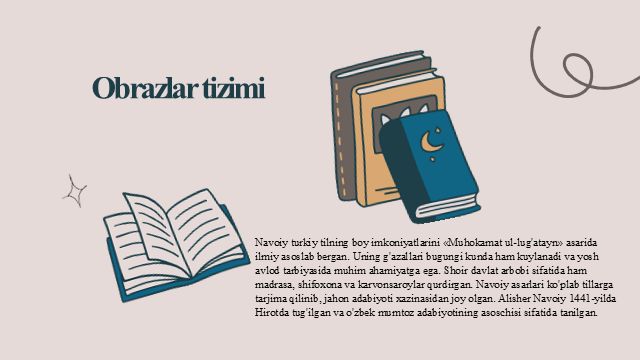 Obrazlar tizimi
Navoiy turkiy tilning boy imkoniyatlarini «Muhokamat ul-lug'atayn» asarida
ilmiy asoslab bergan. Uning g'azallari bugungi kunda ham kuylanadi va yosh
avlod tarbiyasida muhim ahamiyatga ega. Shoir davlat arbobi sifatida ham
madrasa, shifoxona va karvonsaroylar qurdirgan. Navoiy asarlari ko'plab tillarga
tarjima qilinib, jahon adabiyoti xazinasidan joy olgan. Alisher Navoiy 1441-yilda
Hirotda tug'ilgan va o'zbek mumtoz adabiyotining asoschisi sifatida tanilgan.